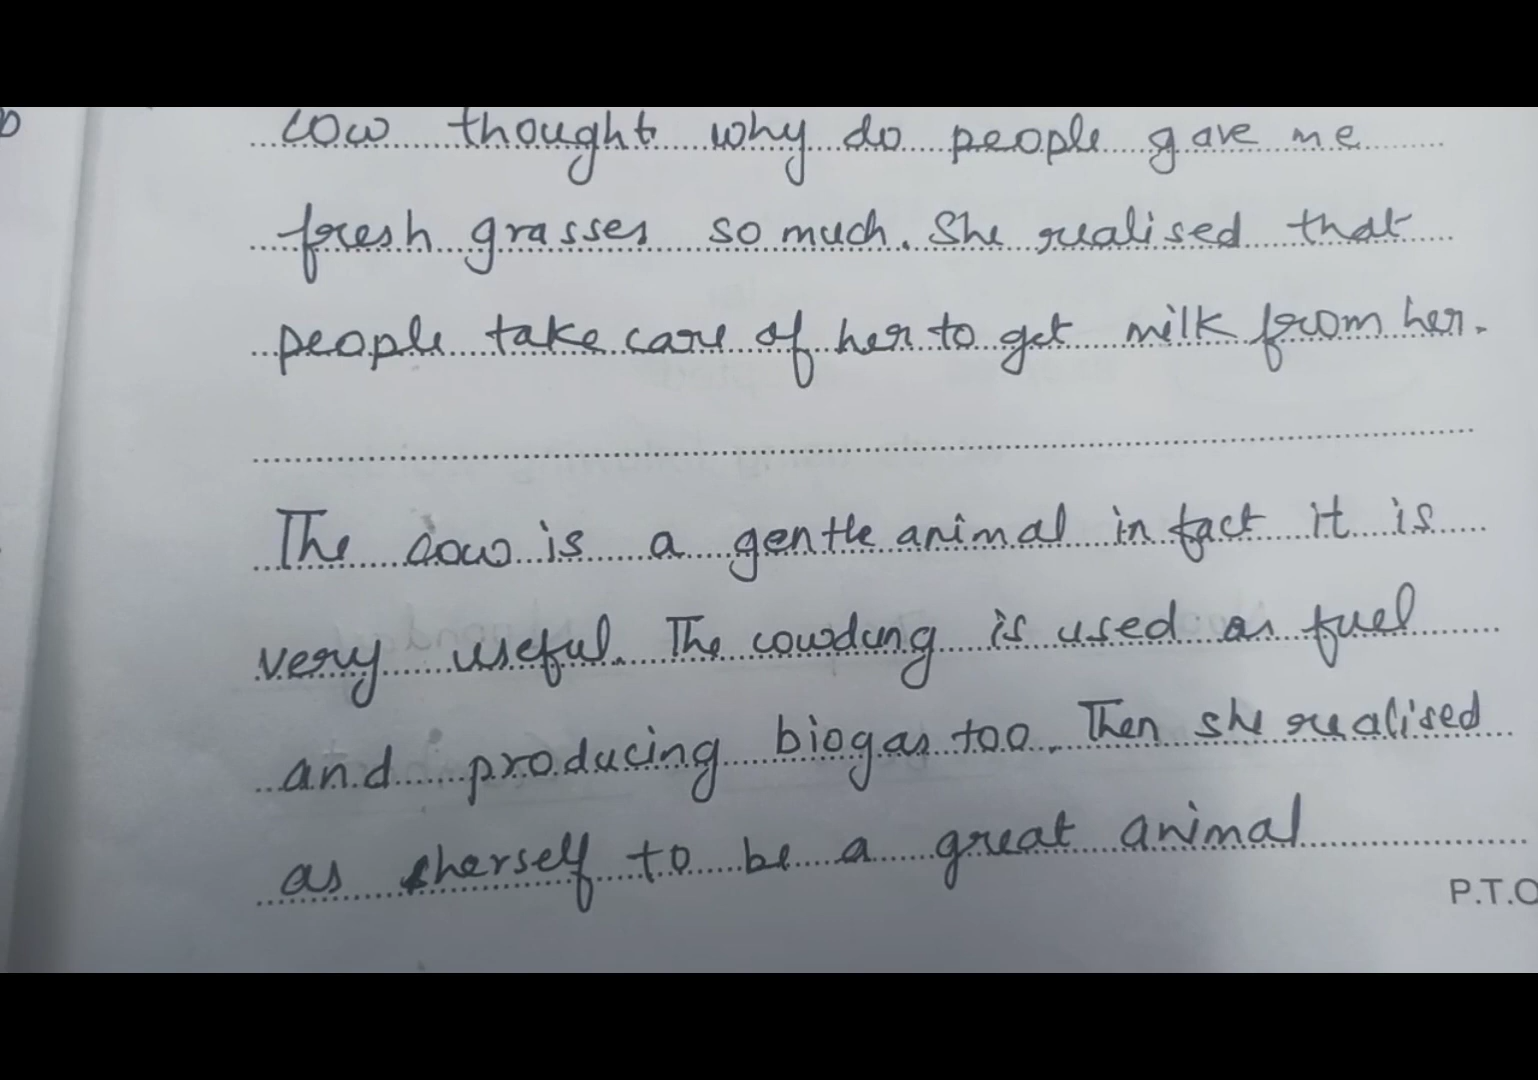 cow thought why do people gave me
fresh grasses so much. She realised that
people take care of her to get milk from her.
The cow is a gentle animal in fact it is
very useful. The cowdung is used as fuel
and producing biogas too. Then she realised
as sherself to be a great animal
P.T.O